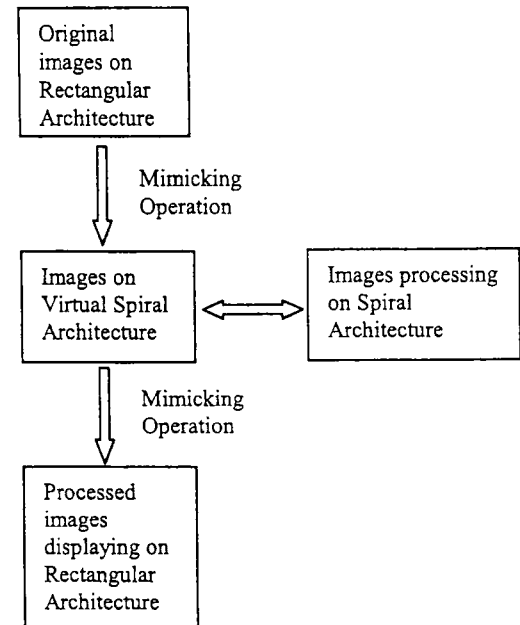 Original
images on
Rectangular
Architecture
Mimicking
Operation
Images on
Virtual Spiral
Architecture
Images processing
on Spiral
Architecture
Mimicking
Operation
Processed
images
displaying on
Rectangular
Architecture